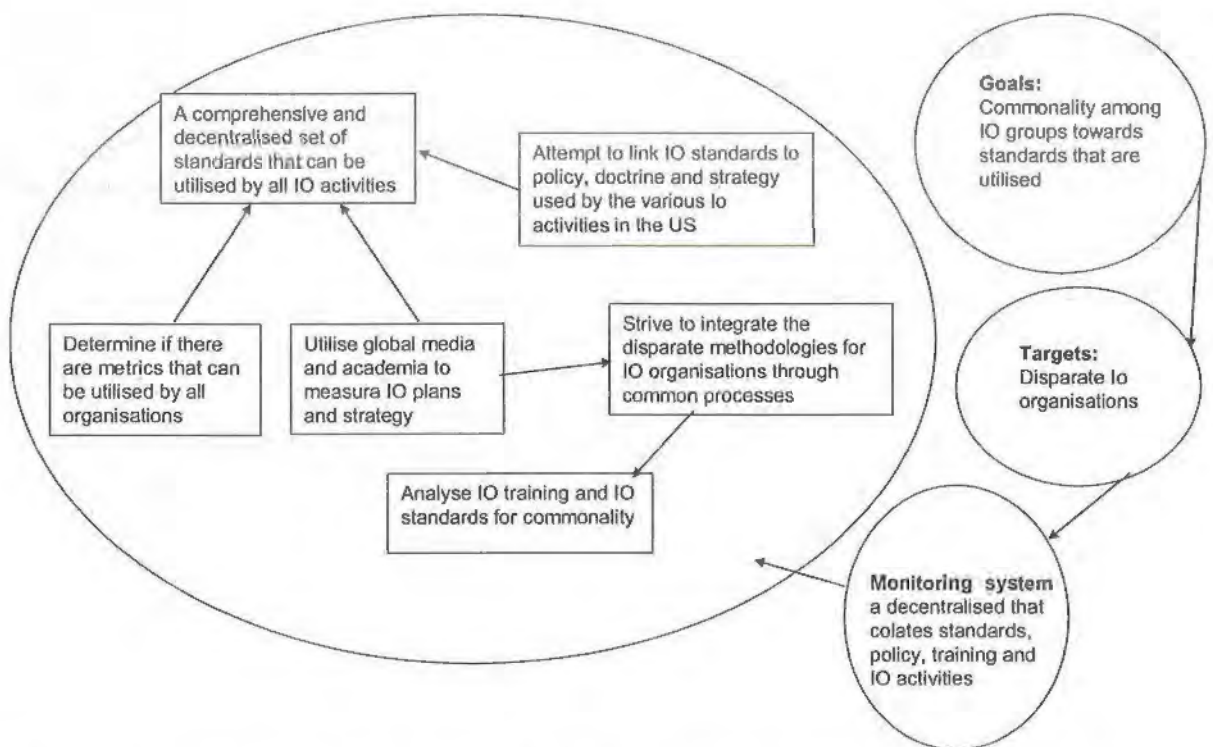 A comprehensive and
decentralised set of
standards that can be
utilised by all IO activities
Attempt to link IO standards to
policy, doctrine and strategy
used by the various Io
activities in the US
Determine if there
are metrics that can
be utilised by all
organisations
Utilise global media
and academia to
measura IO plans
and strategy
Strive to integrate the
disparate methodologies for
IO organisations through
common processes
Analyse IO training and IO
standards for commonality
Goals:
Commonality among
IO groups towards
standards that are
utilised
Targets:
Disparate Io
organisations
Monitoring system
a decentralised that
colates standards,
policy, training and
IO activities